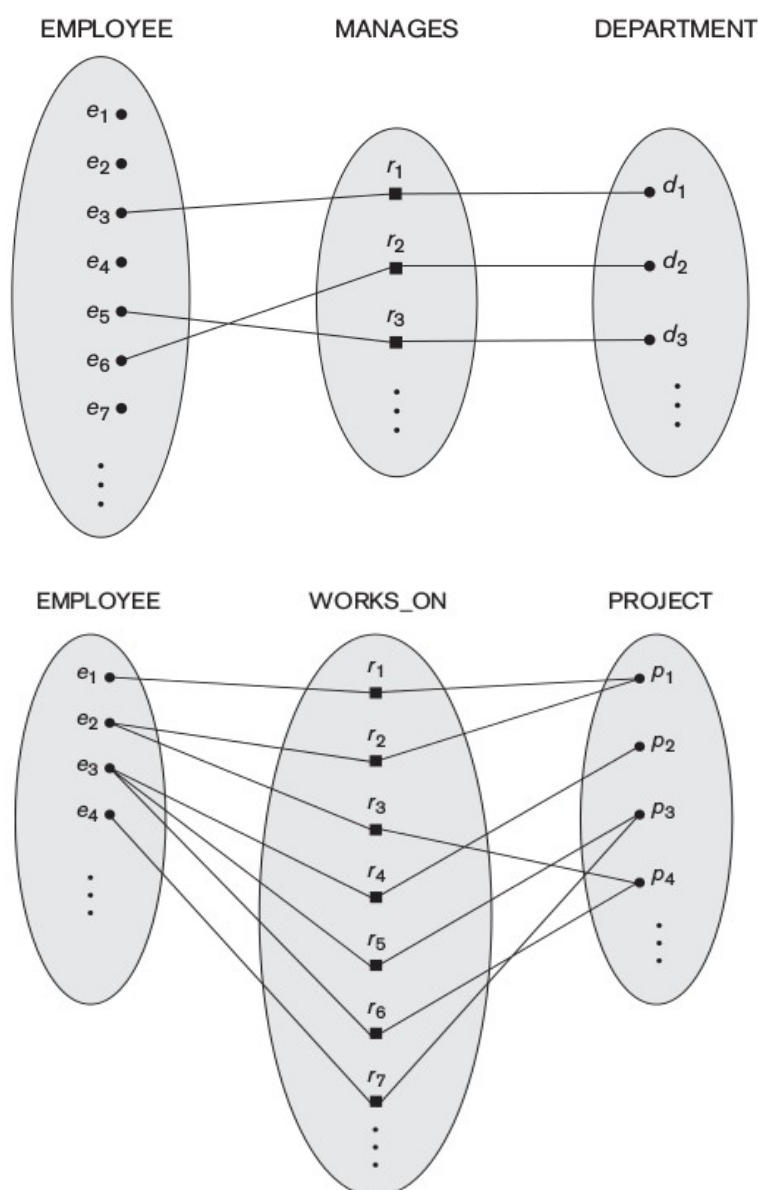 EMPLOYEE MANAGES DEPARTMENT
e1
e2
e3
e4
e5
e6
e7
r1
r2
r3
d1
d2
d3
EMPLOYEE WORKS_ON PROJECT
e1
e2
e3
e4
r1
r2
r3
r4
r5
r6
r7
p1
p2
p3
p4